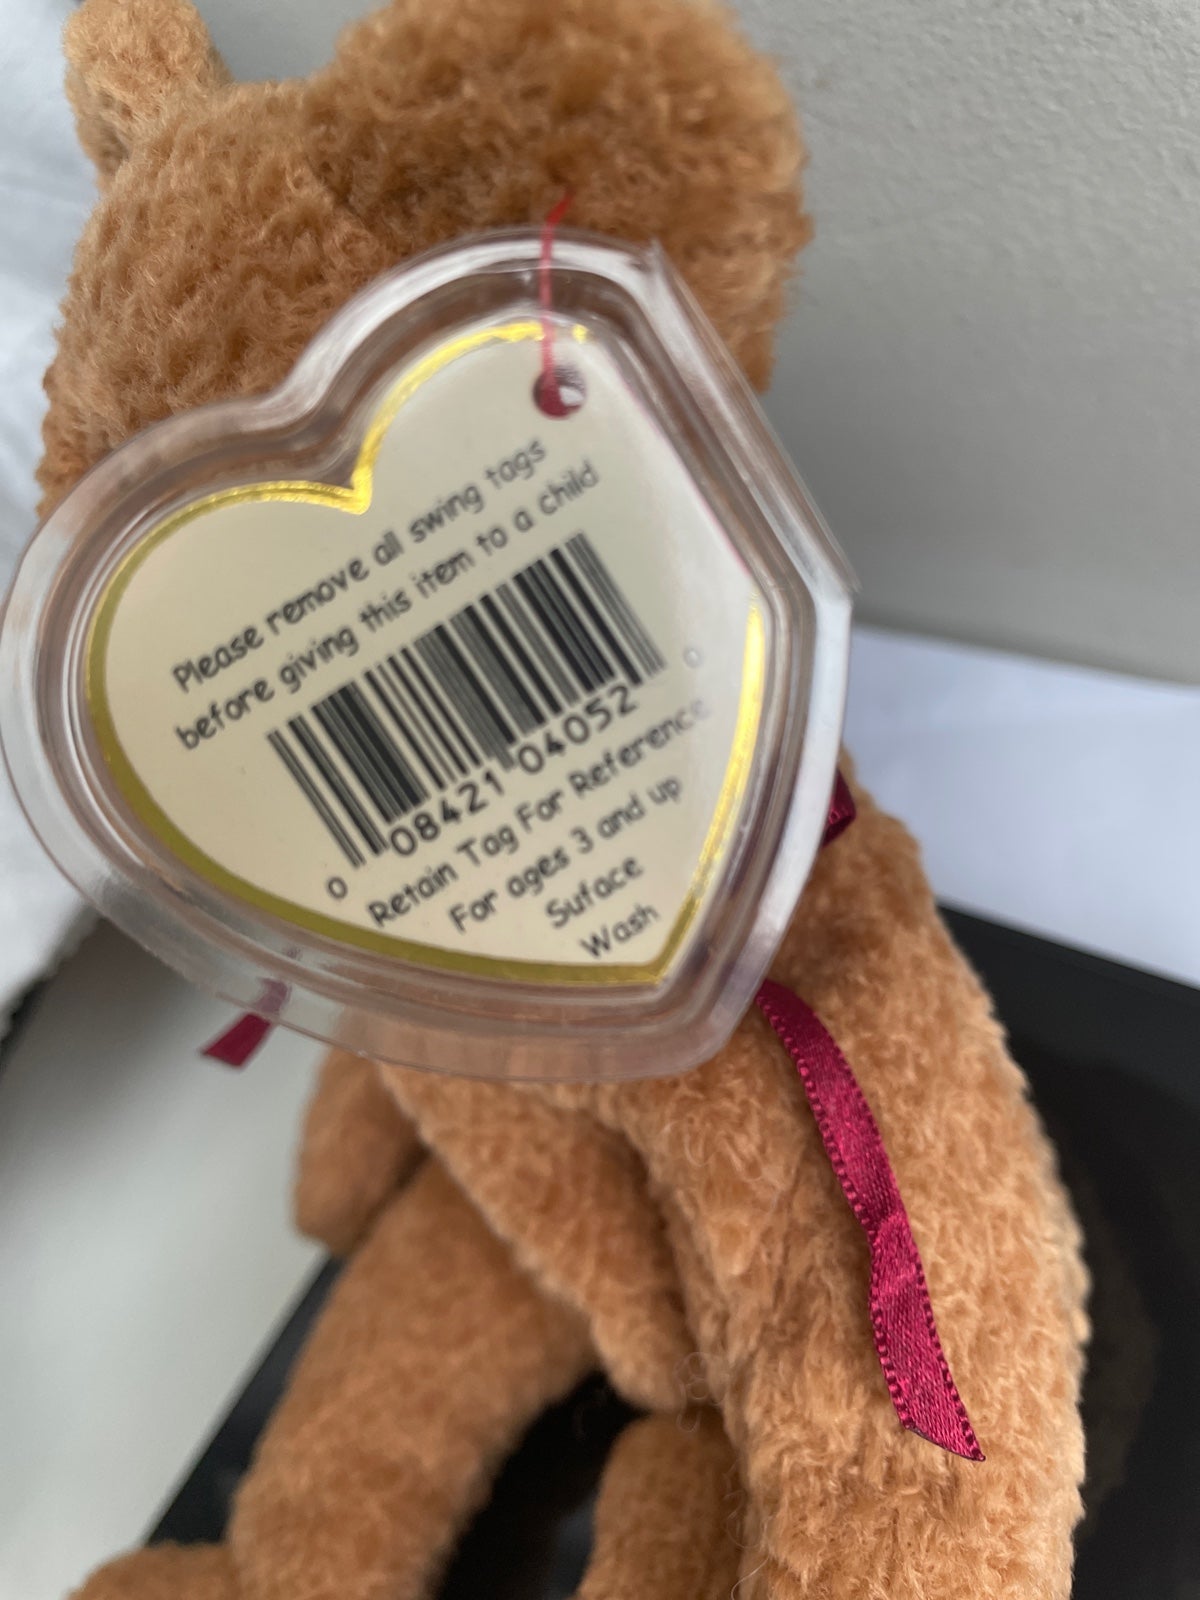 Please remove all swing tags
before giving this item to a child
0 08421 04052 0
Retain Tag For Reference
For ages 3 and up
Suface
Wash